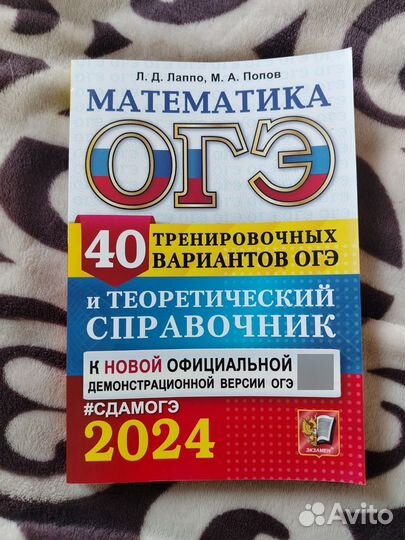 Л. Д. Лаппо, М. А. Попов
МАТЕМАТИКА
ОГЭ
40 ТРЕНИРОВОЧНЫХ
ВАРИАНТОВ ОГЭ
И ТЕОРЕТИЧЕСКИЙ
СПРАВОЧНИК
К НОВОЙ ОФИЦИАЛЬНОЙ
ДЕМОНСТРАЦИОННОЙ ВЕРСИИ ОГЭ
#СДАМОГЭ
2024
ЭКЗАМЕН
Avito